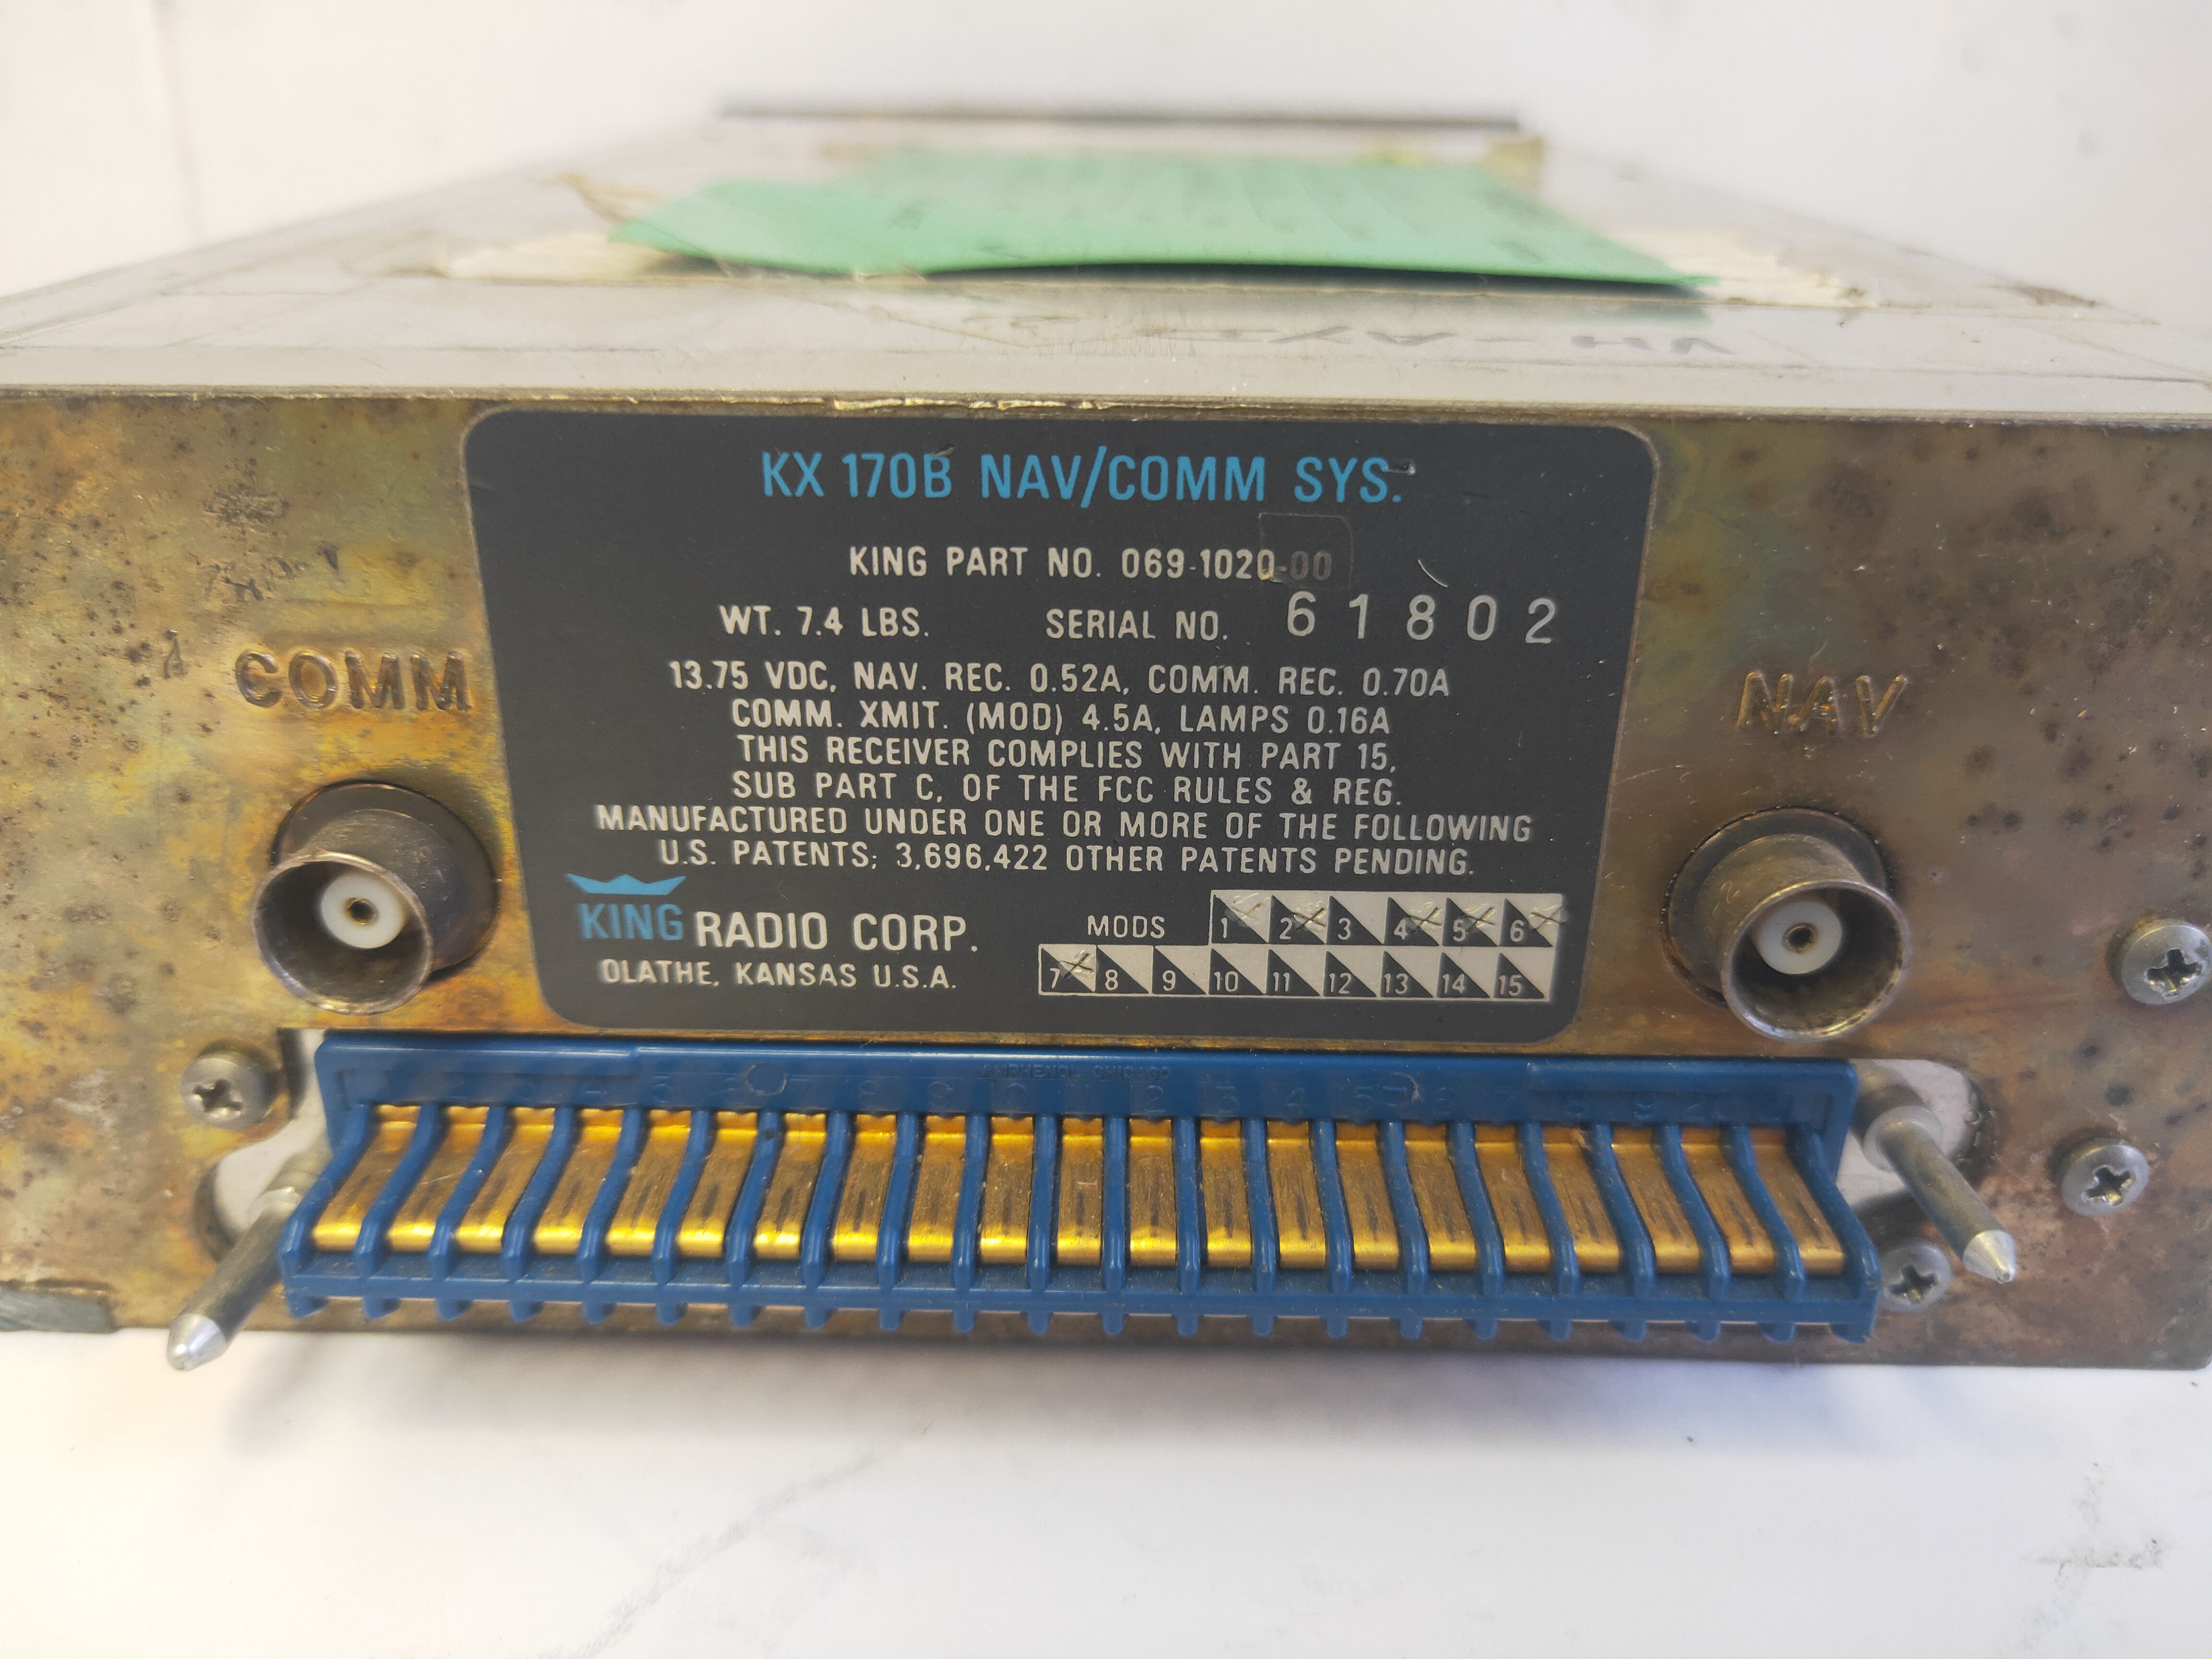 KX 170B NAV/COMM SYS.
KING PART NO. 069-1020-00
WT. 7.4 LBS. SERIAL NO. 61802
13.75 VDC, NAV. REC. 0.52A, COMM. REC. 0.70A
COMM. XMIT. (MOD) 4.5A, LAMPS 0.16A
THIS RECEIVER COMPLIES WITH PART 15,
SUB PART C, OF THE FCC RULES & REG.
MANUFACTURED UNDER ONE OR MORE OF THE FOLLOWING
U.S. PATENTS; 3,696,422 OTHER PATENTS PENDING.
KING RADIO CORP.
OLATHE, KANSAS U.S.A.
MODS 1 2 3 4 5 6
7 8 9 10 11 12 13 14 15
COMM
NAV